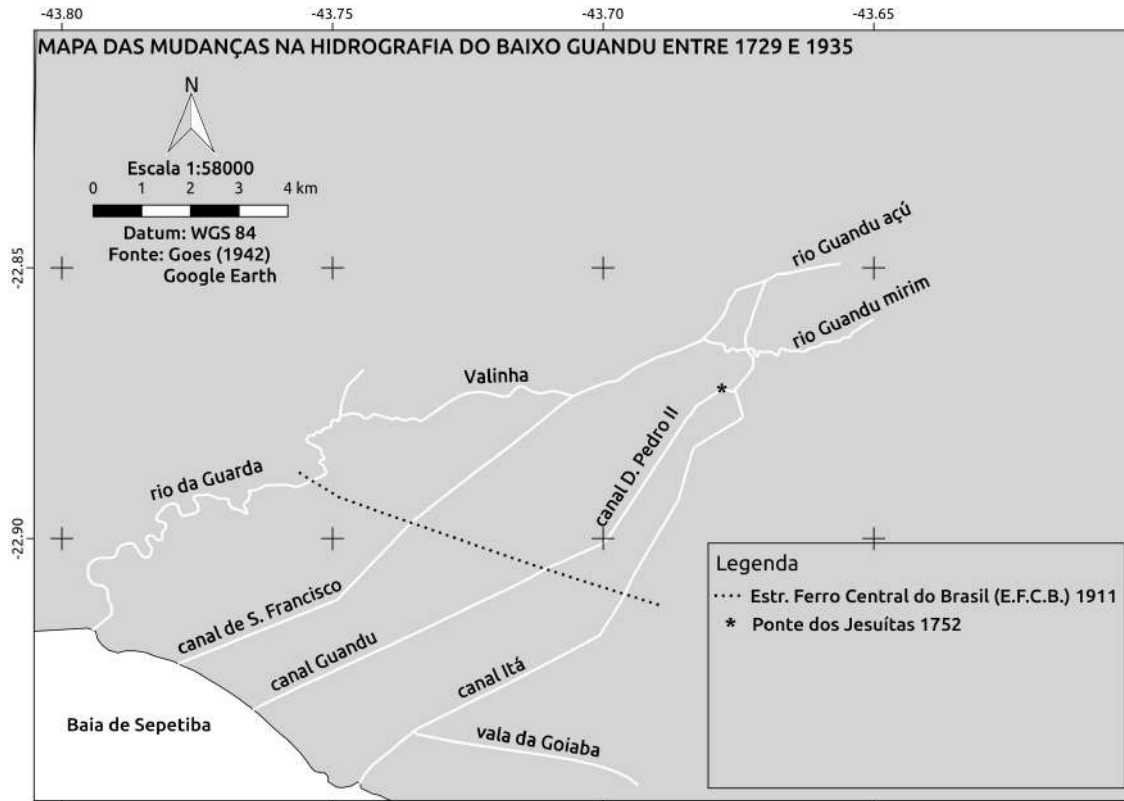 -43.80
-43.75
-43.70
-43.65
MAPA DAS MUDANÇAS NA HIDROGRAFIA DO BAIXO GUANDU ENTRE 1729 E 1935
N
Escala 1:58000
0 1 2 3 4 km
Datum: WGS 84
Fonte: Goes (1942)
Google Earth
-22.85
rio Guandu açú
rio Guandu mirim
Valinha
canal D. Pedro II
rio da Guarda
-22.90
canal de S. Francisco
canal Guandu
canal Itá
vala da Goiaba
Baia de Sepetiba
Legenda
Estr. Ferro Central do Brasil (E.F.C.B.) 1911
* Ponte dos Jesuítas 1752